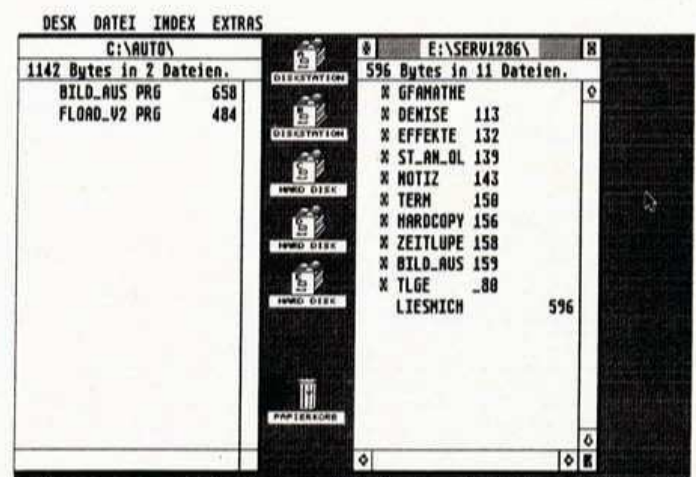 DESK DATEI INDEX EXTRAS
C:\AUTO\
1142 Bytes in 2 Dateien.
BILD_AUS PRG 658
FLOAD_V2 PRG 484
DISKSTATION
DISKSTATION
HARD DISK
HARD DISK
HARD DISK
PAPIERKORB
E:\SERV1286\
596 Bytes in 11 Dateien.
GFAMATHE
DENISE 113
EFFEKTE 132
ST_AN_OL 139
NOTIZ 143
TERM 150
HARDCOPY 156
ZEITLUPE 158
BILD_AUS 159
TLGE _80
LIESMICH 596